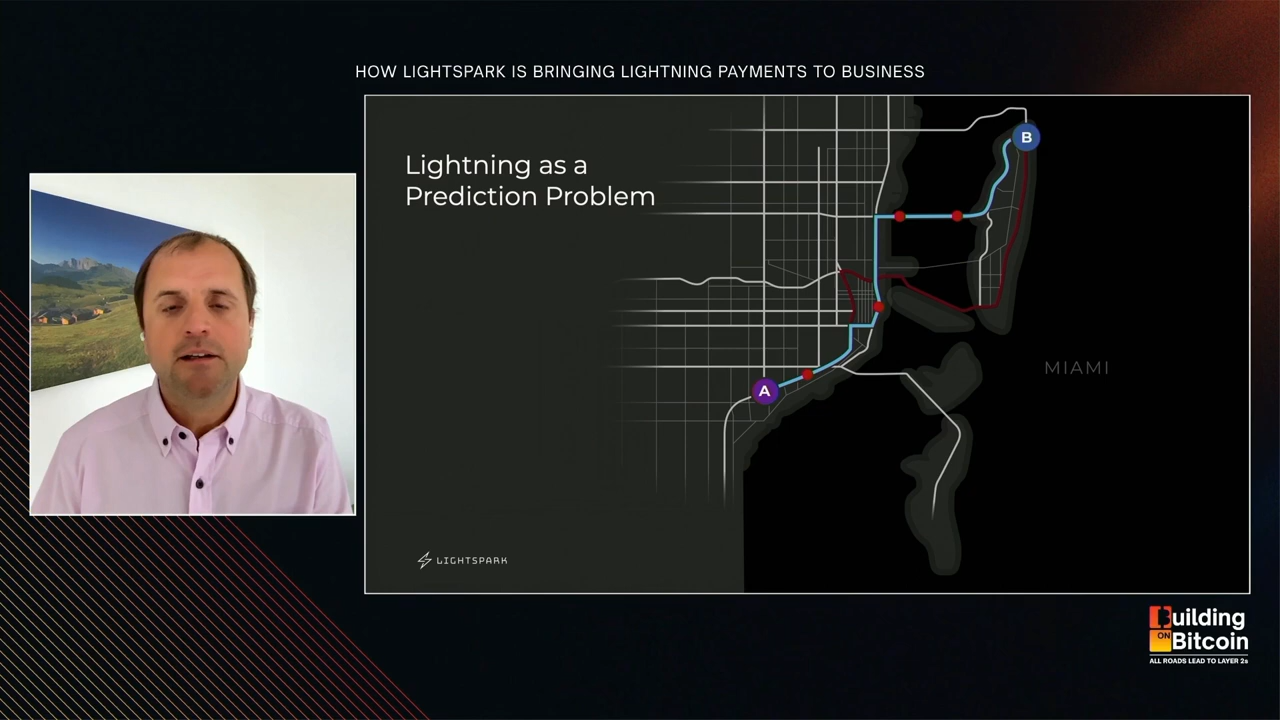 HOW LIGHTSPARK IS BRINGING LIGHTNING PAYMENTS TO BUSINESS
Lightning as a
Prediction Problem
B
A
MIAMI
LIGHTSPARK
Building
ON Bitcoin
ALL ROADS LEAD TO LAYER 2s